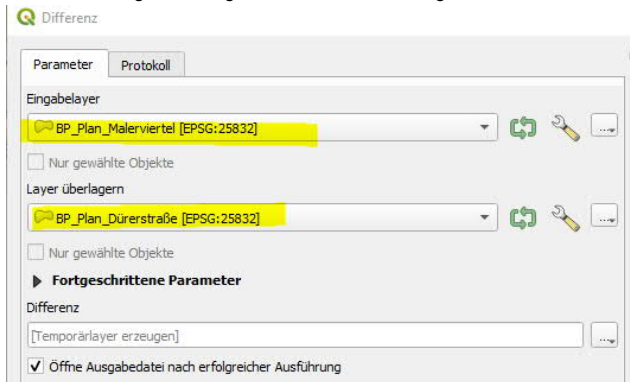 Differenz
Parameter Protokoll
Eingabelayer
BP_Plan_Malerviertel [EPSG:25832]
...
Nur gewählte Objekte
Layer überlagern
BP_Plan_Dürerstraße [EPSG:25832]
...
Nur gewählte Objekte
Fortgeschrittene Parameter
Differenz
[Temporärlayer erzeugen]
...
Öffne Ausgabedatei nach erfolgreicher Ausführung